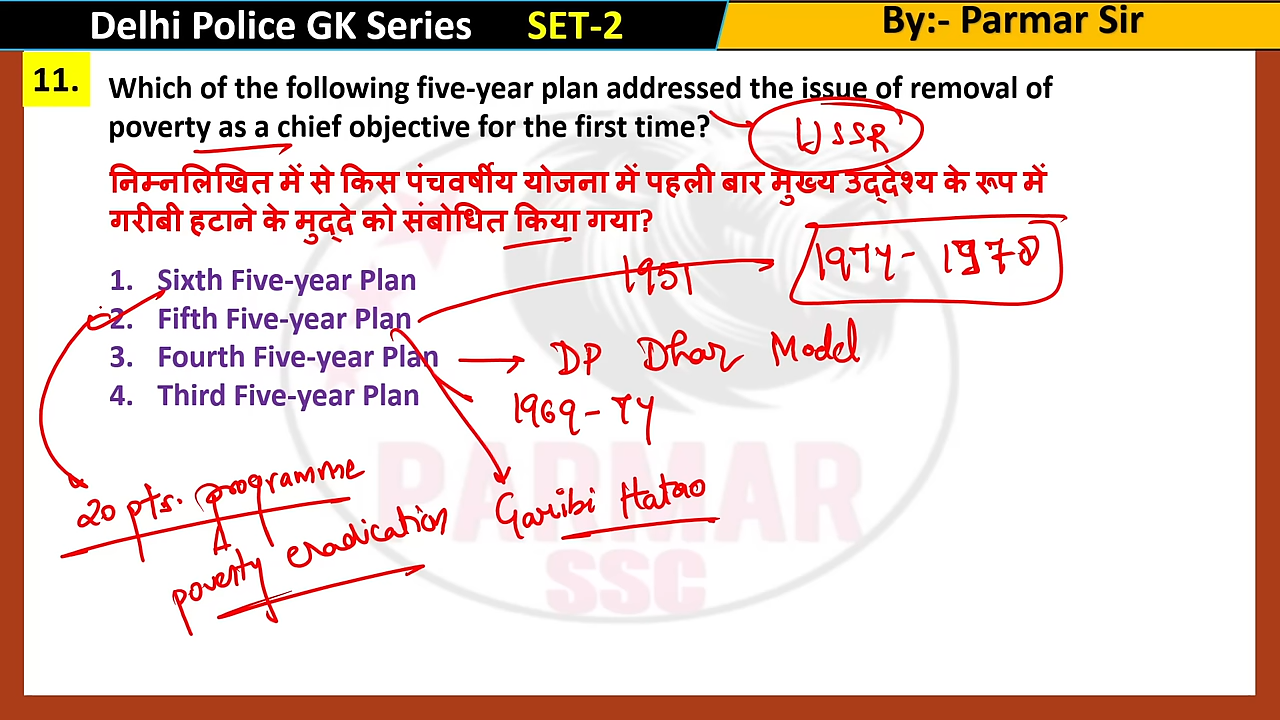 Delhi Police GK Series SET-2 By:- Parmar Sir
11. Which of the following five-year plan addressed the issue of removal of
poverty as a chief objective for the first time?
USSR
निम्नलिखित में से किस पंचवर्षीय योजना में पहली बार मुख्य उद्देश्य के रूप में
गरीबी हटाने के मुद्दे को संबोधित किया गया?
1974-1978
1951
1. Sixth Five-year Plan
2. Fifth Five-year Plan
3. Fourth Five-year Plan
DP Dhar Model
4. Third Five-year Plan
1969-74
20 pts. programme
poverty eradication
Garibi Hatao
PARMAR
SSC